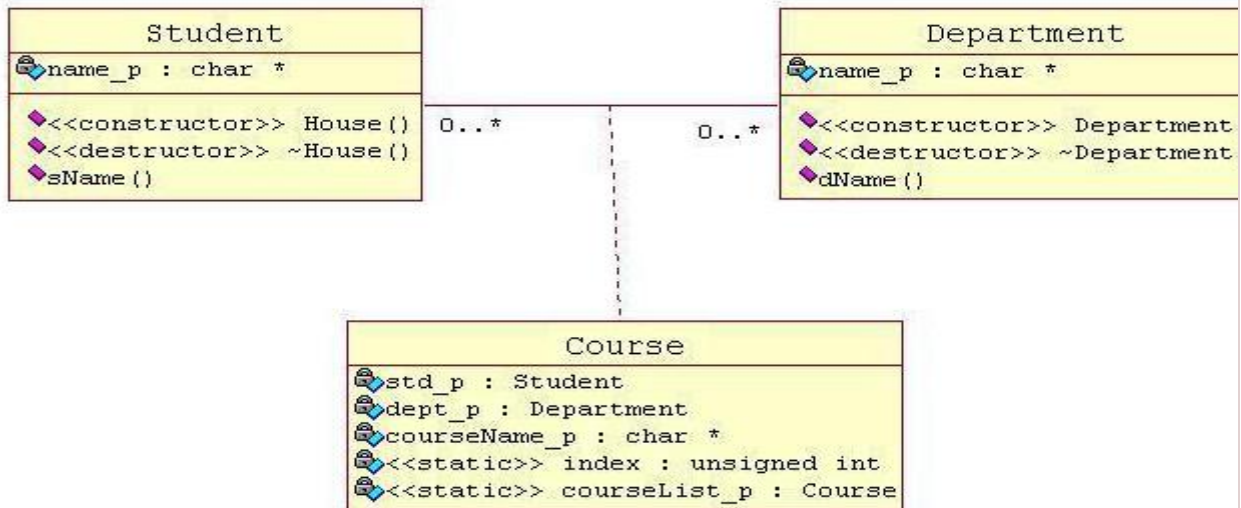 Student
name_p : char *
<<constructor>> House()
<<destructor>> ~House()
sName()
0..*
0..*
Department
name_p : char *
<<constructor>> Department
<<destructor>> ~Department
dName()
Course
std_p : Student
dept_p : Department
courseName_p : char *
<<static>> index : unsigned int
<<static>> courseList_p : Course